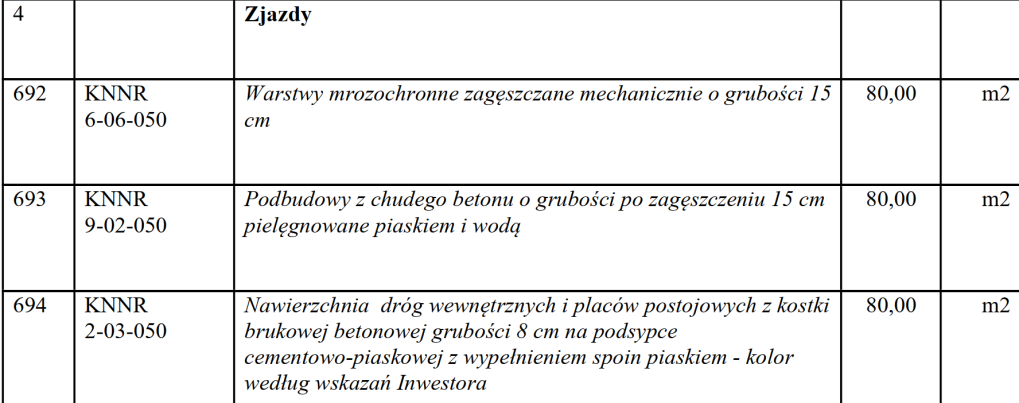 4 Zjazdy
692 KNNR Warstwy mrozochronne zagęszczane mechanicznie o grubości 15 80,00 m2
6-06-050 cm
693 KNNR Podbudowy z chudego betonu o grubości po zagęszczeniu 15 cm 80,00 m2
9-02-050 pielęgnowane piaskiem i wodą
694 KNNR Nawierzchnia dróg wewnętrznych i placów postojowych z kostki 80,00 m2
2-03-050 brukowej betonowej grubości 8 cm na podsypce
cementowo-piaskowej z wypełnieniem spoin piaskiem - kolor
według wskazań Inwestora